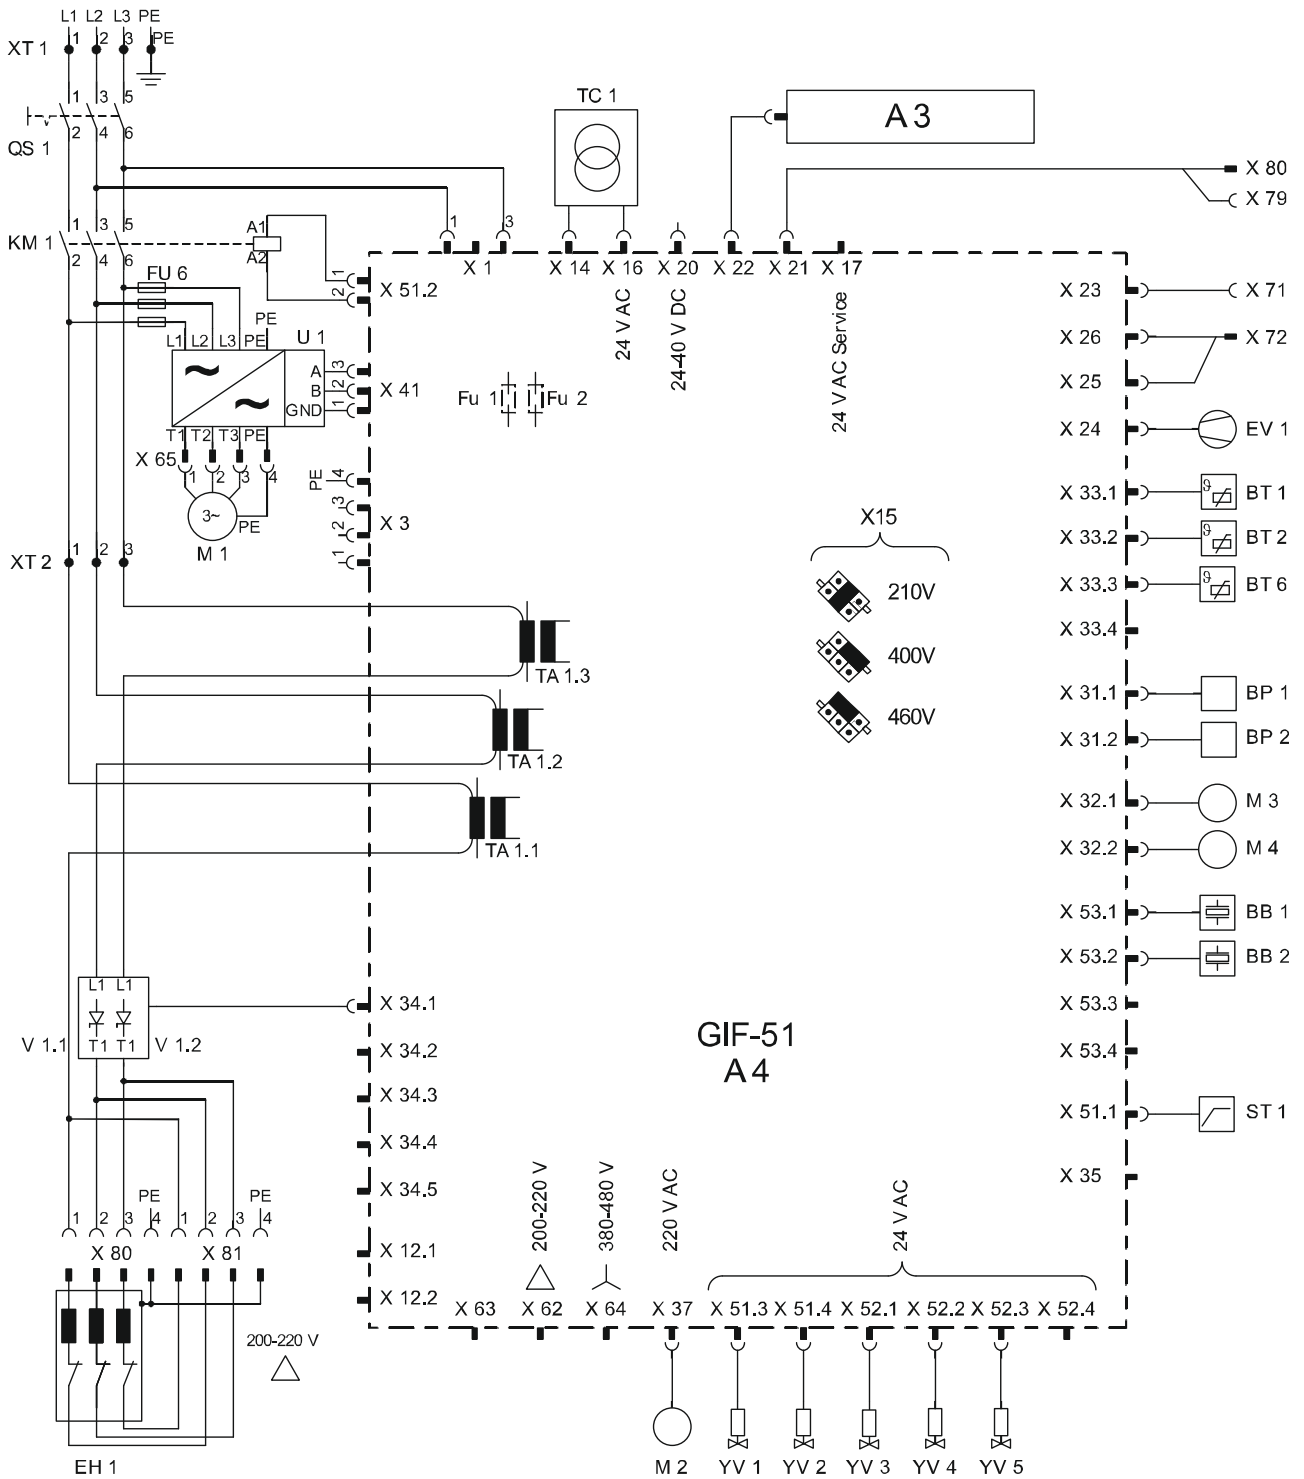 L1 L2 L3 PE
XT 1 1 2 3 PE
1 3 5
2 4 6
QS 1
TC 1
A 3
X 80
X 79
KM 1
1 3 5
2 4 6
A1
A2
1 3
X 1 X 14 X 16 X 20 X 22 X 21 X 17
24 V AC
24-40 V DC
24 V AC Service
FU 6
1
2
X 51.2
L1 L2 L3 PE
PE
U 1
A 3
B 2
GND 1
X 41
T1 T2 T3 PE
X 65
1 2 3 4
3~
PE
M 1
Fu 1 Fu 2
PE 4
3
2
1
X 3
XT 2 1 2 3
X15
210V
400V
460V
TA 1.3
TA 1.2
TA 1.1
X 23 X 71
X 26 X 72
X 25
X 24 EV 1
X 33.1 ϑ BT 1
X 33.2 ϑ BT 2
X 33.3 ϑ BT 6
X 33.4
X 31.1 BP 1
X 31.2 BP 2
X 32.1 M 3
X 32.2 M 4
X 53.1 BB 1
X 53.2 BB 2
X 53.3
X 53.4
X 51.1 ST 1
X 35
L1 L1
T1 T1
V 1.1 V 1.2
X 34.1
X 34.2
X 34.3
X 34.4
X 34.5
X 12.1
X 12.2
GIF-51
A 4
PE PE
1 2 3 4 1 2 3 4
X 80 X 81
200-220 V
EH 1
200-220 V
380-480 V
220 V AC
24 V AC
X 63 X 62 X 64 X 37 X 51.3 X 51.4 X 52.1 X 52.2 X 52.3 X 52.4
M 2 YV 1 YV 2 YV 3 YV 4 YV 5